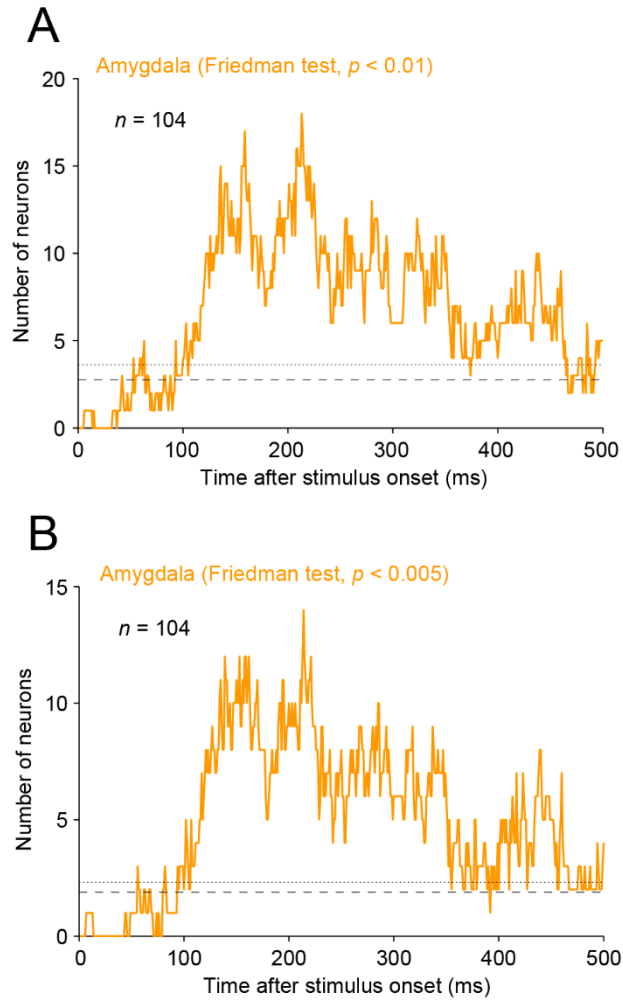 A
Amygdala (Friedman test, p < 0.01)
20
n = 104
15
10
5
0
Number of neurons
0 100 200 300 400 500
Time after stimulus onset (ms)
B
Amygdala (Friedman test, p < 0.005)
15
n = 104
10
5
0
Number of neurons
0 100 200 300 400 500
Time after stimulus onset (ms)